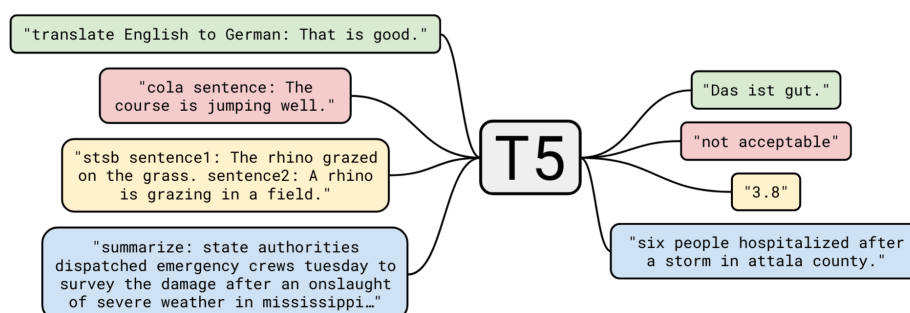 "translate English to German: That is good."
"cola sentence: The
course is jumping well."
"stsb sentence1: The rhino grazed
on the grass. sentence2: A rhino
is grazing in a field."
"summarize: state authorities
dispatched emergency crews tuesday to
survey the damage after an onslaught
of severe weather in mississippi…"
T5
"Das ist gut."
"not acceptable"
"3.8"
"six people hospitalized after
a storm in attala county."